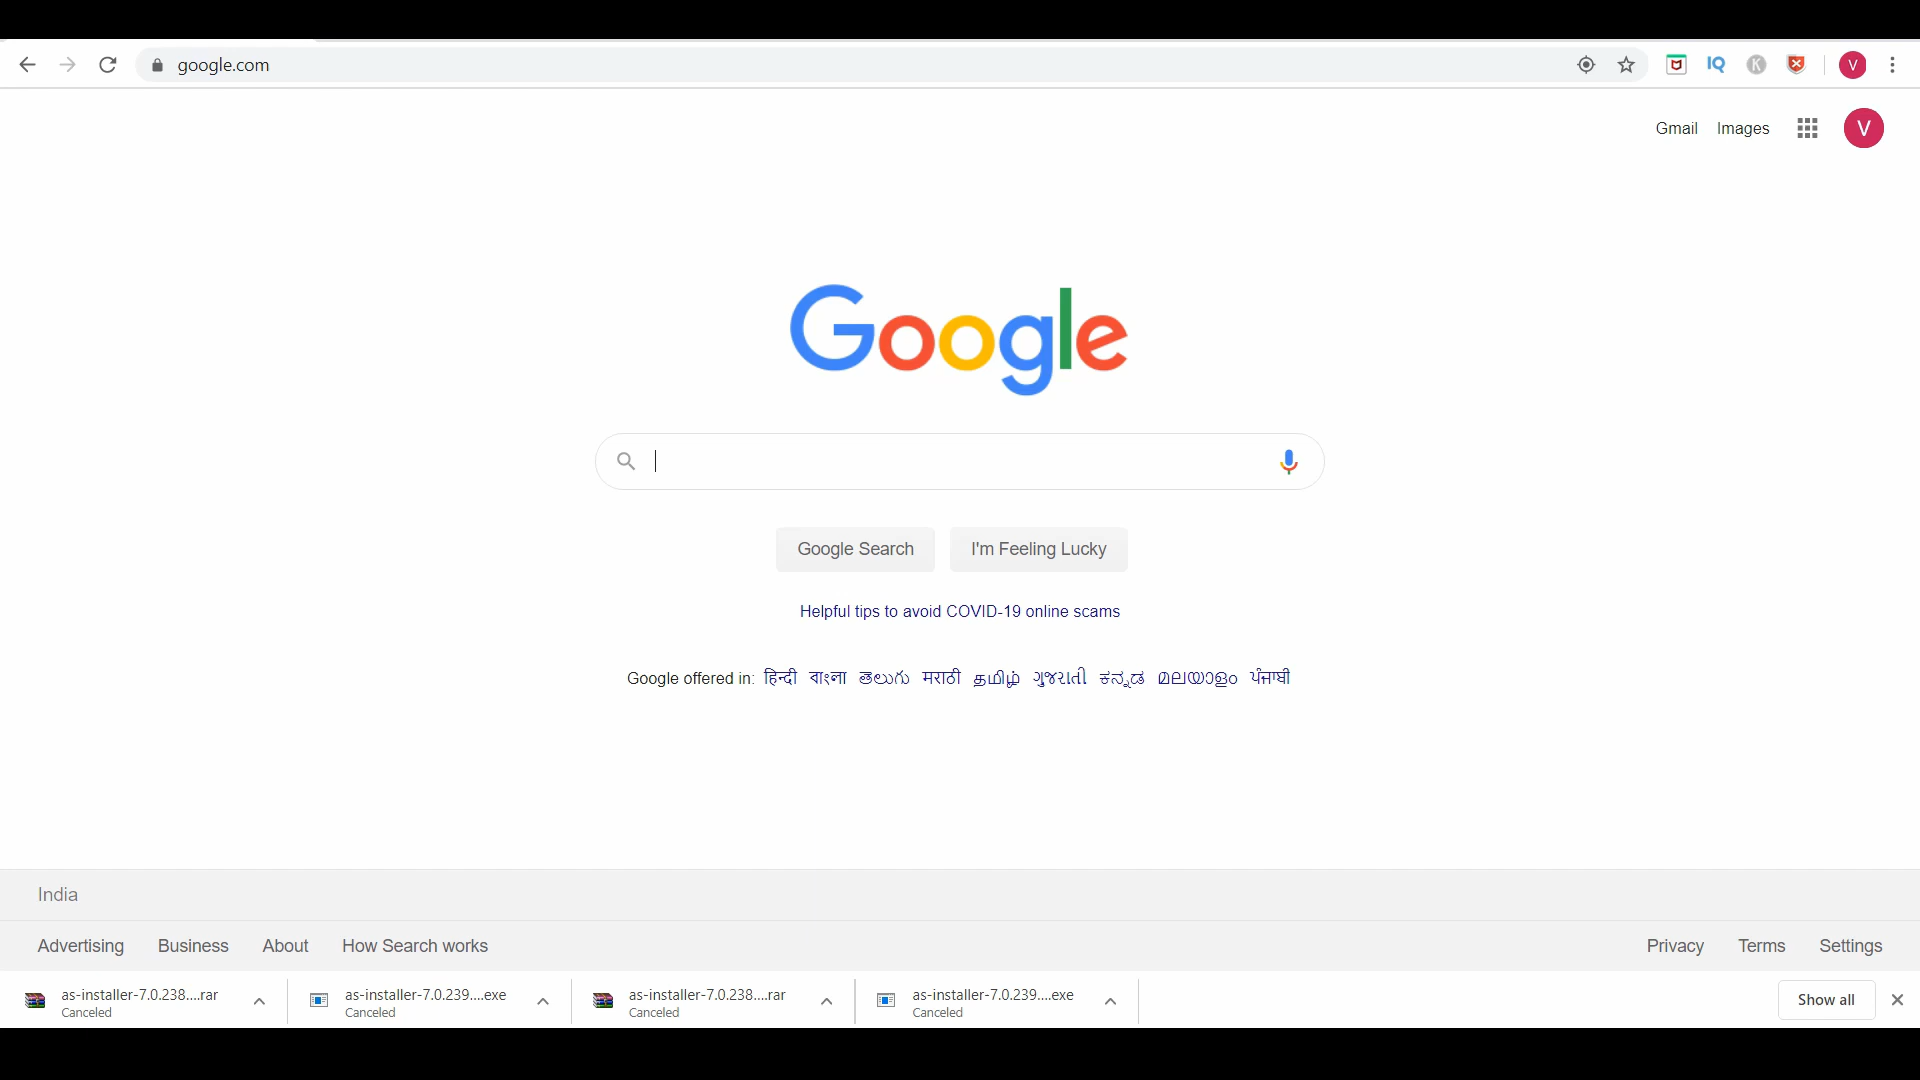 google.com
IQ
K
V
Gmail Images V
Google
Google Search I'm Feeling Lucky
Helpful tips to avoid COVID-19 online scams
Google offered in: हिन्दी বাংলা తెలుగు मराठी தமிழ் ગુજરાતી ಕನ್ನಡ മലയാളം ਪੰਜਾਬੀ
India
Advertising Business About How Search works Privacy Terms Settings
as-installer-7.0.238....rar as-installer-7.0.239....exe as-installer-7.0.238....rar as-installer-7.0.239....exe Show all
Canceled Canceled Canceled Canceled